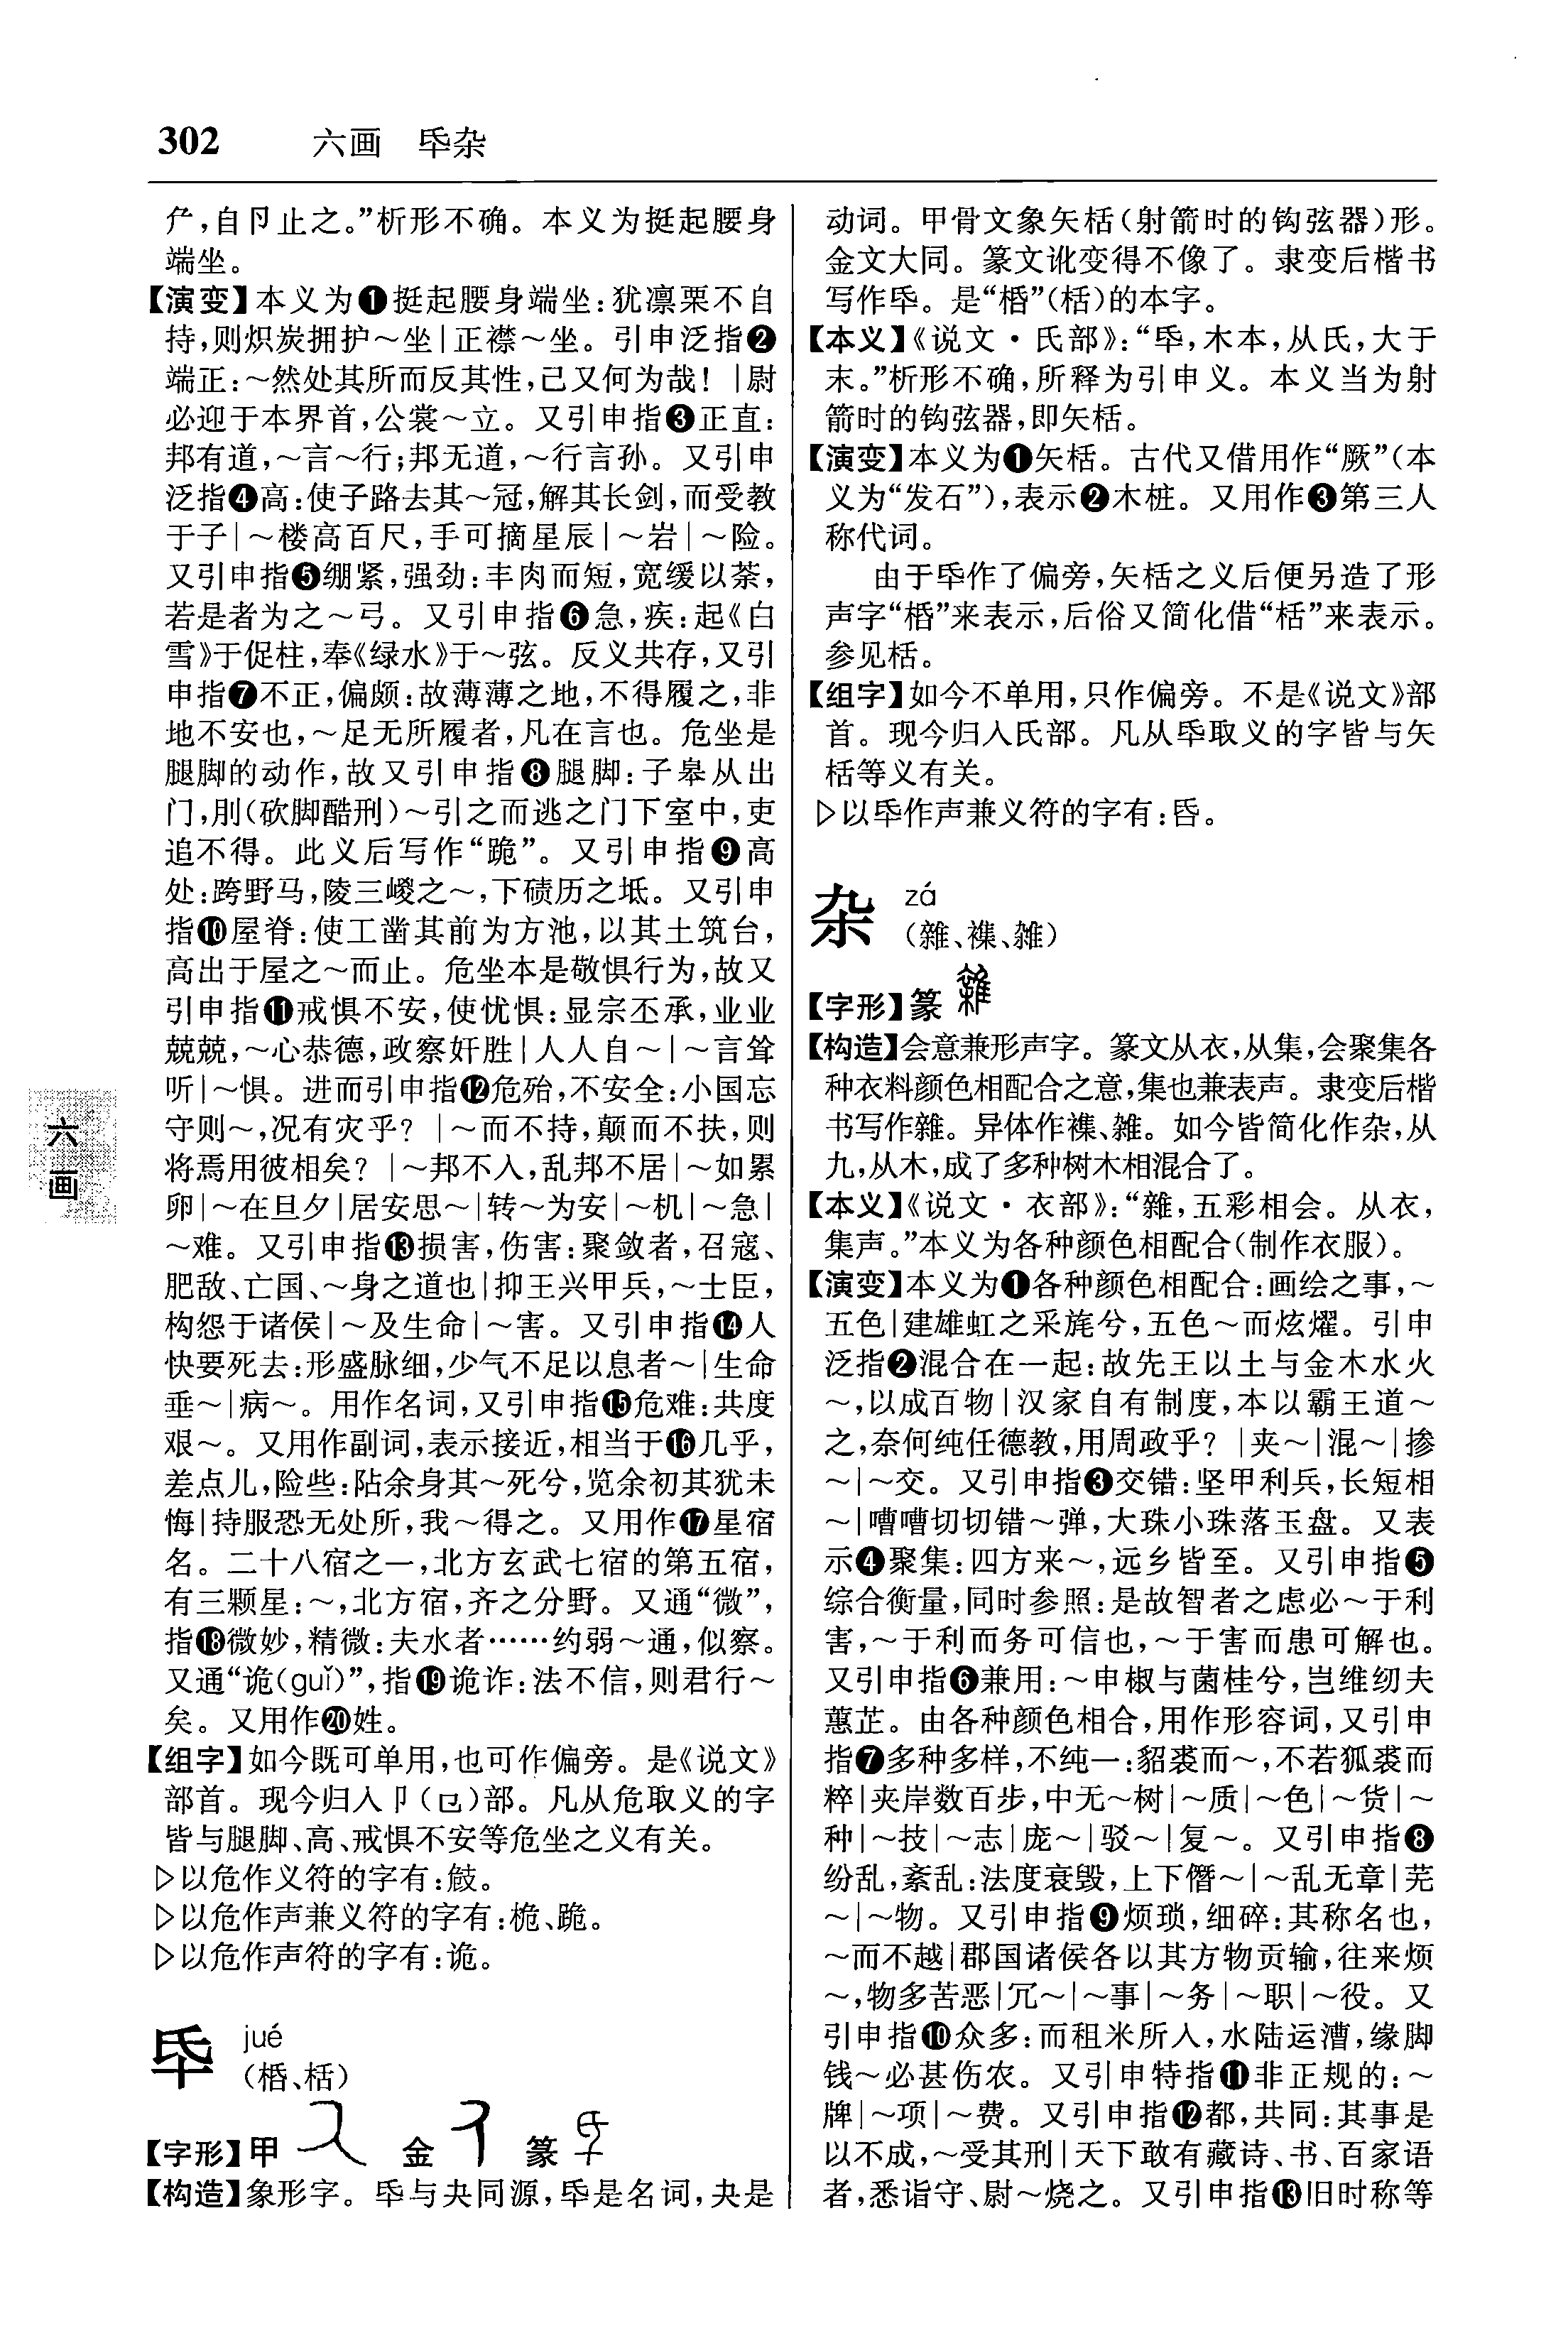 302 六画 氒杂
厃,自卪止之。”析形不确。本义为挺起腰身
端坐。
【演变】本义为❶挺起腰身端坐:犹凛栗不自
持,则炽炭拥护～坐|正襟～坐。引申泛指❷
端正:～然处其所而反其性,己又何为哉! |尉
必迎于本界首,公裳～立。又引申指❸正直:
邦有道,～言～行;邦无道,～行言孙。又引申
泛指❹高:使子路去其～冠,解其长剑,而受教
于子|～楼高百尺,手可摘星辰|～岩|～险。
又引申指❺绷紧,强劲:丰肉而短,宽缓以荼,
若是者为之～弓。又引申指❻急,疾:起《白
雪》于促柱,奉《绿水》于～弦。反义共存,又引
申指❼不正,偏颇:故薄薄之地,不得履之,非
地不安也,～足无所履者,凡在言也。危坐是
腿脚的动作,故又引申指❽腿脚:子皋从出
门,刖(砍脚酷刑)～引之而逃之门下室中,吏
追不得。此义后写作“跪”。又引申指❾高
处:跨野马,陵三嵕之～,下碛历之坻。又引申
指❿屋脊:使工凿其前为方池,以其土筑台,
高出于屋之～而止。危坐本是敬惧行为,故又
引申指⓫戒惧不安,使忧惧:显宗丕承,业业
兢兢,～心恭德,政察奸胜|人人自～|～言耸
听|～惧。进而引申指⓬危殆,不安全:小国忘
守则～,况有灾乎? |～而不持,颠而不扶,则
将焉用彼相矣? |～邦不入,乱邦不居|～如累
卵|～在旦夕|居安思～|转～为安|～机|～急|
～难。又引申指⓭损害,伤害:聚敛者,召寇、
肥敌、亡国、～身之道也|抑王兴甲兵,～士臣,
构怨于诸侯|～及生命|～害。又引申指⓮人
快要死去:形盛脉细,少气不足以息者～|生命
垂～|病～。用作名词,又引申指⓯危难:共度
艰～。又用作副词,表示接近,相当于⓰几乎,
差点儿,险些:阽余身其～死兮,览余初其犹未
悔|持服恐无处所,我～得之。又用作⓱星宿
名。二十八宿之一,北方玄武七宿的第五宿,
有三颗星:～,北方宿,齐之分野。又通“微”,
指⓲微妙,精微:夫水者……约弱～通,似察。
又通“诡(guǐ)”,指⓳诡诈:法不信,则君行～
矣。又用作⓴姓。
【组字】如今既可单用,也可作偏旁。是《说文》
部首。现今归入卩(㔾)部。凡从危取义的字
皆与腿脚、高、戒惧不安等危坐之义有关。
▷以危作义符的字有:攱。
▷以危作声兼义符的字有:桅、跪。
▷以危作声符的字有:诡。
氒 jué
(㮯、栝)
【字形】甲 金 篆
【构造】象形字。氒与夬同源,氒是名词,夬是
动词。甲骨文象矢栝(射箭时的钩弦器)形。
金文大同。篆文讹变得不像了。隶变后楷书
写作氒。是“㮯”(栝)的本字。
【本义】《说文·氏部》:“氒,木本,从氏,大于
末。”析形不确,所释为引申义。本义当为射
箭时的钩弦器,即矢栝。
【演变】本义为❶矢栝。古代又借用作“厥”(本
义为“发石”),表示❷木桩。又用作❸第三人
称代词。
由于氒作了偏旁,矢栝之义后便另造了形
声字“㮯”来表示,后俗又简化借“栝”来表示。
参见栝。
【组字】如今不单用,只作偏旁。不是《说文》部
首。现今归入氏部。凡从氒取义的字皆与矢
栝等义有关。
▷以氒作声兼义符的字有:昏。
杂 zá
(雜、襍、雑)
【字形】篆
【构造】会意兼形声字。篆文从衣,从集,会聚集各
种衣料颜色相配合之意,集也兼表声。隶变后楷
书写作雜。异体作襍、雑。如今皆简化作杂,从
九,从木,成了多种树木相混合了。
【本义】《说文·衣部》:“雜,五彩相会。从衣,
集声。”本义为各种颜色相配合(制作衣服)。
【演变】本义为❶各种颜色相配合:画绘之事,～
五色|建雄虹之采旄兮,五色～而炫耀。引申
泛指❷混合在一起:故先王以土与金木水火
～,以成百物|汉家自有制度,本以霸王道～
之,奈何纯任德教,用周政乎? |夹～|混～|掺
～|～交。又引申指❸交错:坚甲利兵,长短相
～|嘈嘈切切错～弹,大珠小珠落玉盘。又表
示❹聚集:四方来～,远乡皆至。又引申指❺
综合衡量,同时参照:是故智者之虑必～于利
害,～于利而务可信也,～于害而患可解也。
又引申指❻兼用:～申椒与菌桂兮,岂维纫夫
蕙茝。由各种颜色相合,用作形容词,又引申
指❼多种多样,不纯一:貂裘而～,不若狐裘而
粹|夹岸数百步,中无～树|～质|～色|～货|～
种|～技|～志|庞～|驳～|复～。又引申指❽
纷乱,紊乱:法度衰毁,上下僭～|～乱无章|芜
～|～物。又引申指❾烦琐,细碎:其称名也,
～而不越|郡国诸侯各以其方物贡输,往来烦
～,物多苦恶|冗～|～事|～务|～职|～役。又
引申指❿众多:而租米所入,水陆运漕,缘脚
钱～必甚伤农。又引申特指⓫非正规的:～
牌|～项|～费。又引申指⓬都,共同:其事是
以不成,～受其刑|天下敢有藏诗、书、百家语
者,悉诣守、尉～烧之。又引申指⓭旧时称等
六画